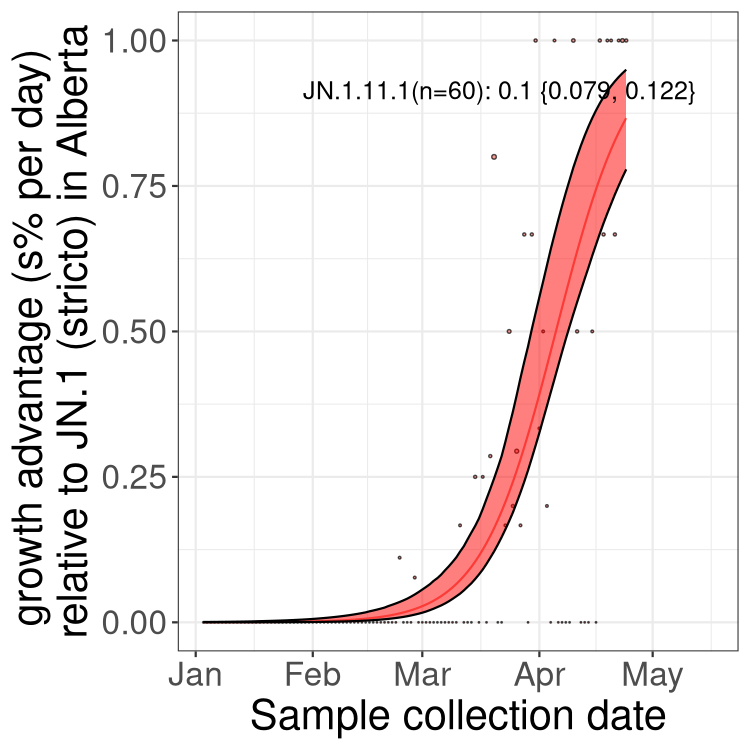 growth advantage (s% per day)
relative to JN.1 (stricto) in Alberta
1.00
0.75
0.50
0.25
0.00
JN.1.11.1(n=60): 0.1 {0.079, 0.122}
Jan Feb Mar Apr May
Sample collection date